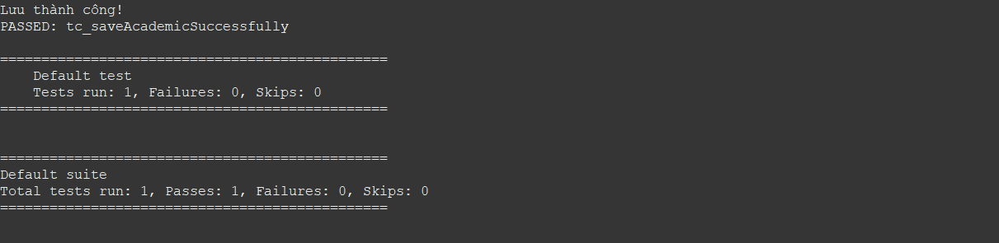 Lưu thành công!
PASSED: tc_saveAcademicSuccessfully
===============================================
    Default test
    Tests run: 1, Failures: 0, Skips: 0
===============================================
===============================================
Default suite
Total tests run: 1, Passes: 1, Failures: 0, Skips: 0
===============================================